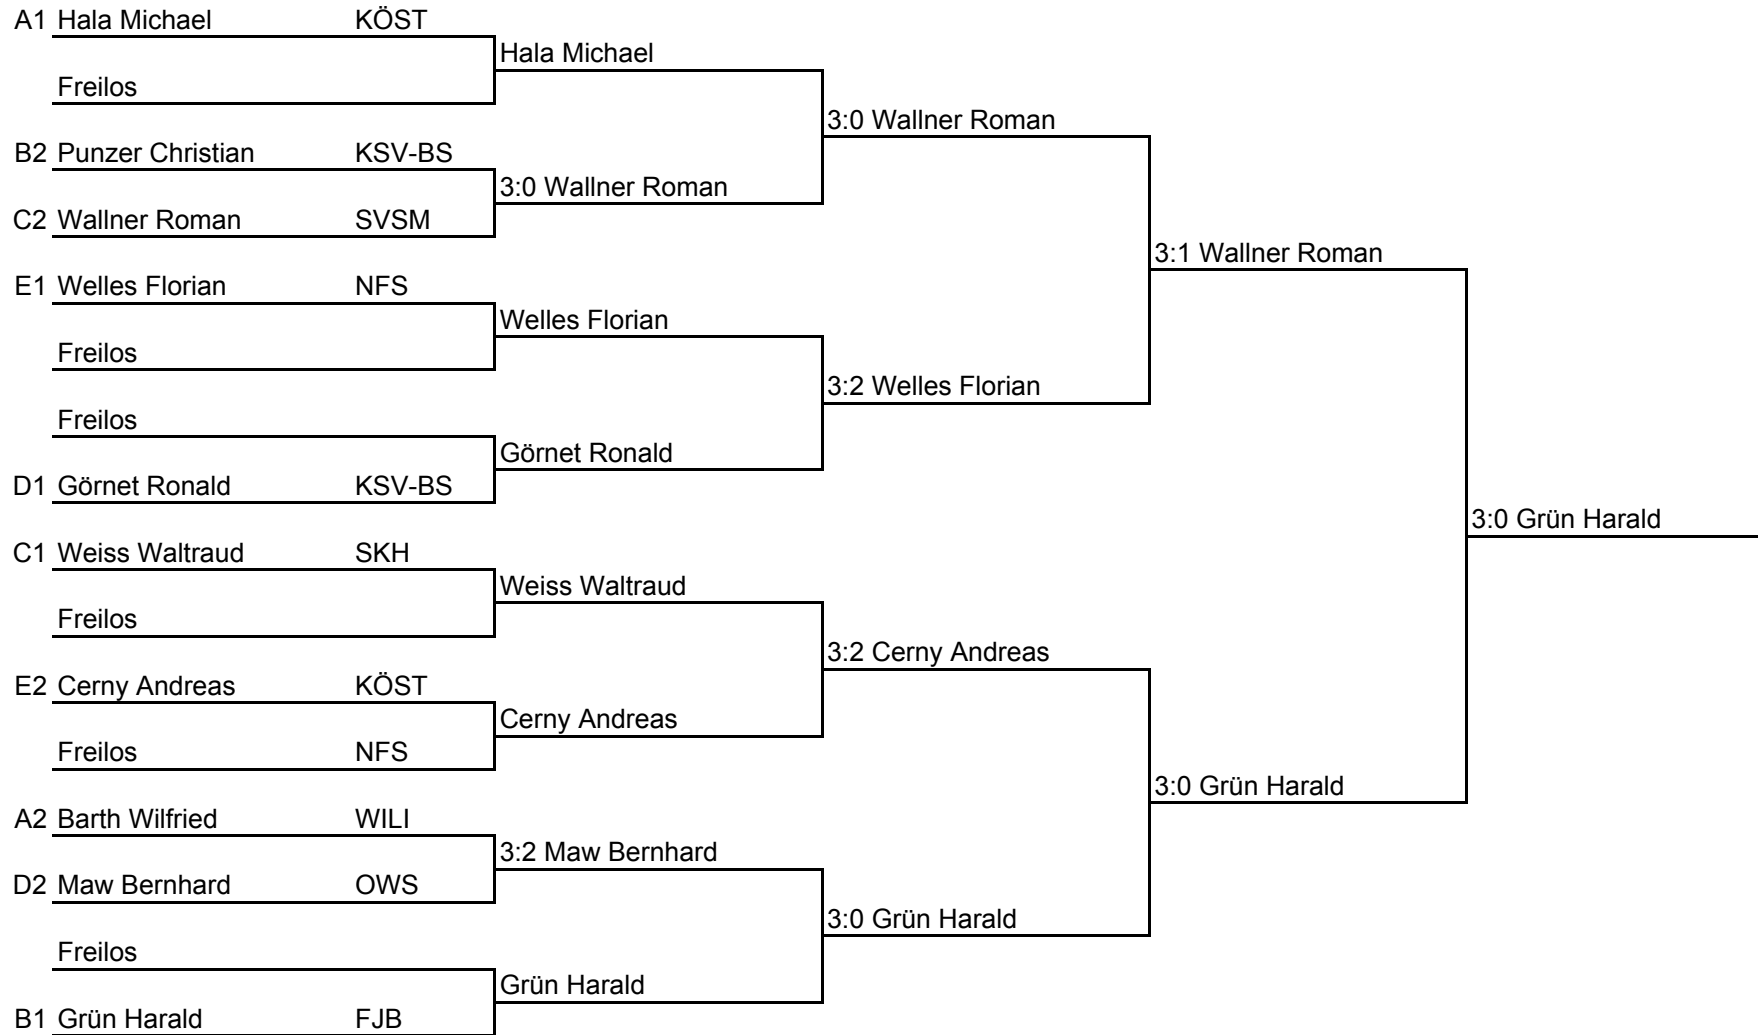 A1 Hala Michael KÖST
Hala Michael
Freilos
3:0 Wallner Roman
B2 Punzer Christian KSV-BS
3:0 Wallner Roman
C2 Wallner Roman SVSM
3:1 Wallner Roman
E1 Welles Florian NFS
Welles Florian
Freilos
3:2 Welles Florian
Freilos
Görnet Ronald
D1 Görnet Ronald KSV-BS
3:0 Grün Harald
C1 Weiss Waltraud SKH
Weiss Waltraud
Freilos
3:2 Cerny Andreas
E2 Cerny Andreas KÖST
Cerny Andreas
Freilos NFS
3:0 Grün Harald
A2 Barth Wilfried WILI
3:2 Maw Bernhard
D2 Maw Bernhard OWS
3:0 Grün Harald
Freilos
Grün Harald
B1 Grün Harald FJB